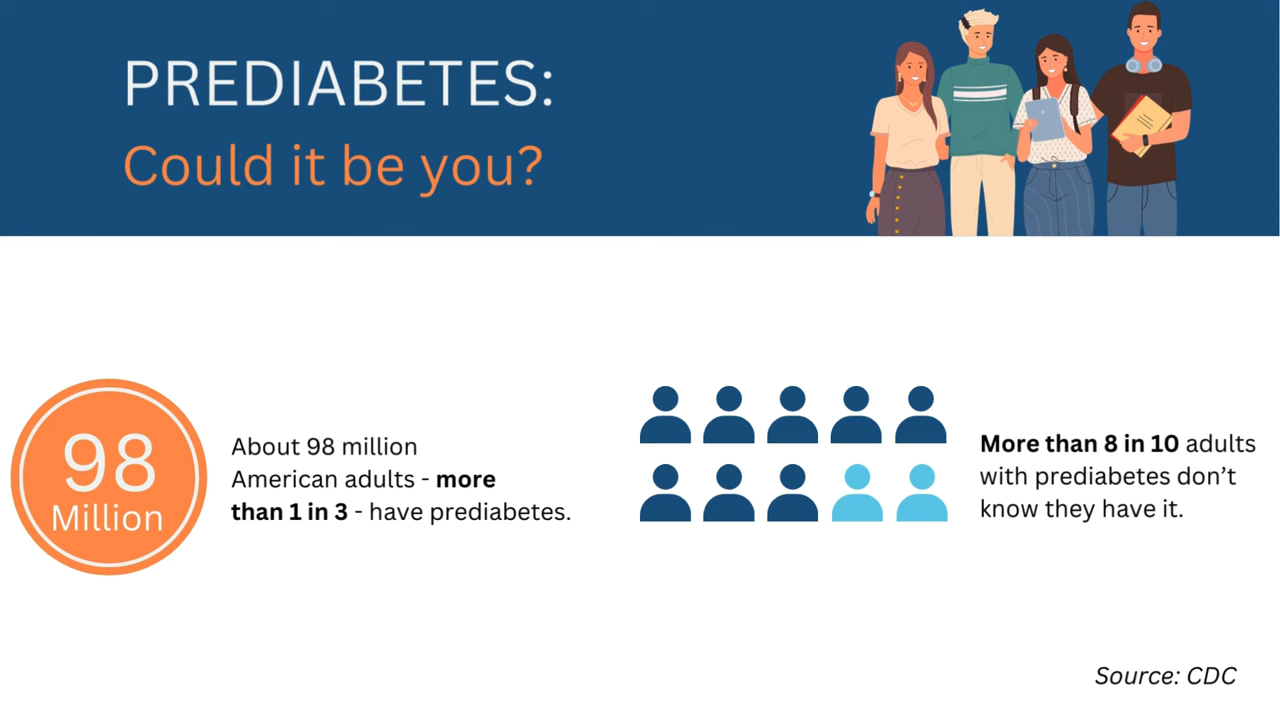 PREDIABETES:
Could it be you?
98
Million
About 98 million
American adults - more
than 1 in 3 - have prediabetes.
More than 8 in 10 adults
with prediabetes don’t
know they have it.
Source: CDC